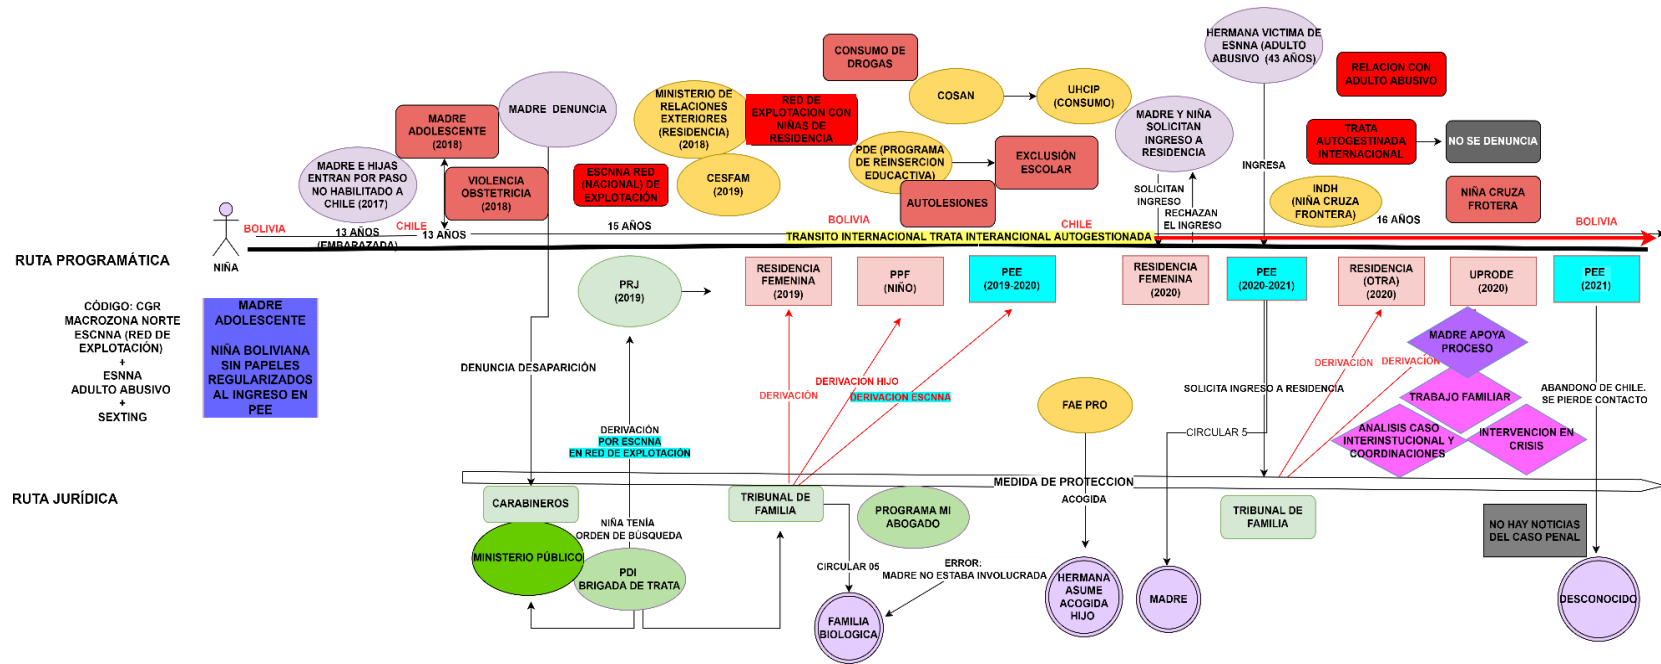 HERMANA VICTIMA DE
ESNNA (ADULTO
ABUSIVO (43 AÑOS)
CONSUMO DE
DROGAS
RELACION CON
ADULTO ABUSIVO
MADRE DENUNCIA
MINISTERIO DE
RELACIONES
EXTERIORES
(RESIDENCIA)
(2018)
RED DE
EXPLOTACION CON
NIÑAS DE
RESIDENCIA
COSAN
UHCIP
(CONSUMO)
MADRE
ADOLESCENTE
(2018)
MADRE Y NIÑA
SOLICITAN
INGRESO A
RESIDENCIA
TRATA
AUTOGESTINADA
INTERNACIONAL
NO SE DENUNCIA
MADRE E HIJAS
ENTRAN POR PASO
NO HABILITADO A
CHILE (2017)
VIOLENCIA
OBSTETRICIA
(2018)
ESCNNA RED
(NACIONAL) DE
EXPLOTACIÓN
CESFAM
(2019)
PDE (PROGRAMA
DE REINSERCION
EDUCACTIVA)
EXCLUSIÓN
ESCOLAR
AUTOLESIONES
INGRESA
SOLICITAN
INGRESO
RECHAZAN
EL INGRESO
INDH
(NIÑA CRUZA
FRONTERA)
NIÑA CRUZA
FROTERA
BOLIVIA
CHILE
13 AÑOS
(EMBARAZADA)
13 AÑOS
15 AÑOS
BOLIVIA
CHILE
16 AÑOS
BOLIVIA
TRANSITO INTERNACIONAL TRATA INTERANCIONAL AUTOGESTIONADA
RUTA PROGRAMÁTICA
NIÑA
PRJ
(2019)
RESIDENCIA
FEMENINA
(2019)
PPF
(NIÑO)
PEE
(2019-2020)
RESIDENCIA
FEMENINA
(2020)
PEE
(2020-2021)
RESIDENCIA
(OTRA)
(2020)
UPRODE
(2020)
PEE
(2021)
CÓDIGO: CGR
MACROZONA NORTE
ESCNNA (RED DE
EXPLOTACIÓN)
+
ESNNA
ADULTO ABUSIVO
+
SEXTING
MADRE
ADOLESCENTE
NIÑA BOLIVIANA
SIN PAPELES
REGULARIZADOS
AL INGRESO EN
PEE
DENUNCIA DESAPARICIÓN
DERIVACIÓN
DERIVACION HIJO
DERIVACION ESCNNA
FAE PRO
SOLICITA INGRESO A RESIDENCIA
DERIVACIÓN
DERIVACIÓN
MADRE APOYA
PROCESO
TRABAJO FAMILIAR
ANALISIS CASO
INTERINSTUCIONAL Y
COORDINACIONES
INTERVENCION EN
CRISIS
ABANDONO DE CHILE.
SE PIERDE CONTACTO
DERIVACIÓN
POR ESCNNA
EN RED DE EXPLOTACIÓN
CIRCULAR 5
RUTA JURÍDICA
MEDIDA DE PROTECCION
ACOGIDA
CARABINEROS
TRIBUNAL DE
FAMILIA
PROGRAMA MI
ABOGADO
TRIBUNAL DE
FAMILIA
NO HAY NOTICIAS
DEL CASO PENAL
NIÑA TENÍA
ORDEN DE BÚSQUEDA
MINISTERIO PÚBLICO
PDI
BRIGADA DE TRATA
CIRCULAR 05
ERROR:
MADRE NO ESTABA INVOLUCRADA
FAMILIA
BIOLOGICA
HERMANA
ASUME
ACOGIDA
HIJO
MADRE
DESCONOCIDO